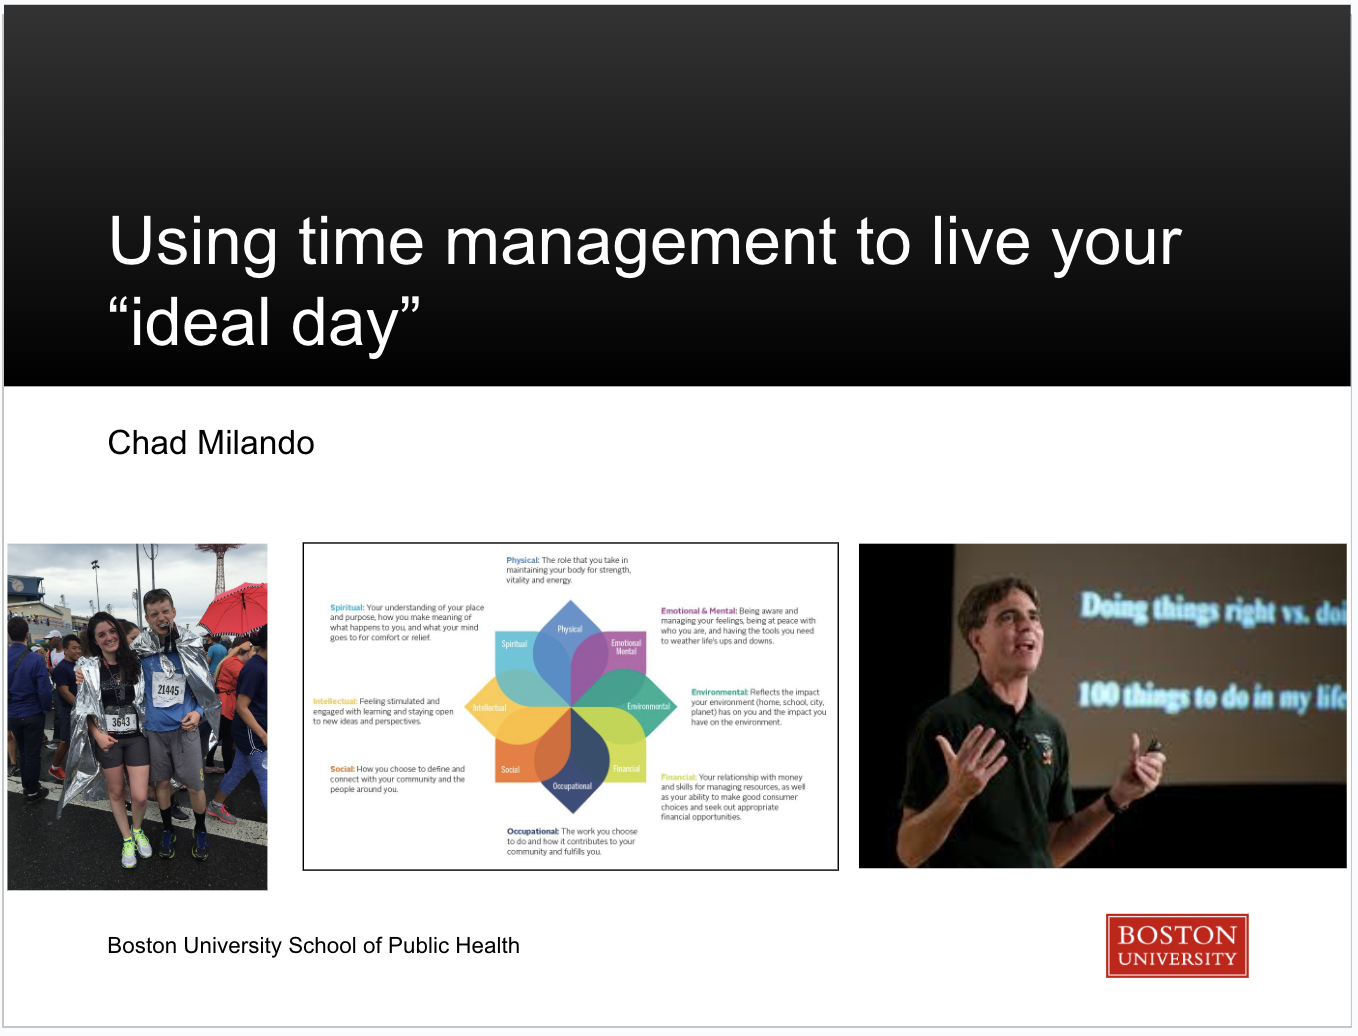 Using time management to live your
“ideal day”
Chad Milando
3643
21445
Physical: The role that you take in
maintaining your body for strength,
vitality and energy.
Spiritual: Your understanding of your place
and purpose, how you make meaning of
what happens to you, and what your mind
goes to for comfort or relief.
Emotional & Mental: Being aware and
managing your feelings, being at peace with
who you are, and having the tools you need
to weather life's ups and downs.
Intellectual: Feeling stimulated and
engaged with learning and staying open
to new ideas and perspectives.
Environmental: Reflects the impact
your environment (home, school, city,
planet) has on you and the impact you
have on the environment.
Social: How you choose to define and
connect with your community and the
people around you.
Financial: Your relationship with money
and skills for managing resources, as well
as your ability to make good consumer
choices and seek out appropriate
financial opportunities.
Occupational: The work you choose
to do and how it contributes to your
community and fulfills you.
Physical
Spiritual
Emotional
Mental
Intellectual
Environmental
Social
Financial
Occupational
Doing things right vs. doi
100 things to do in my life
Boston University School of Public Health
BOSTON
UNIVERSITY